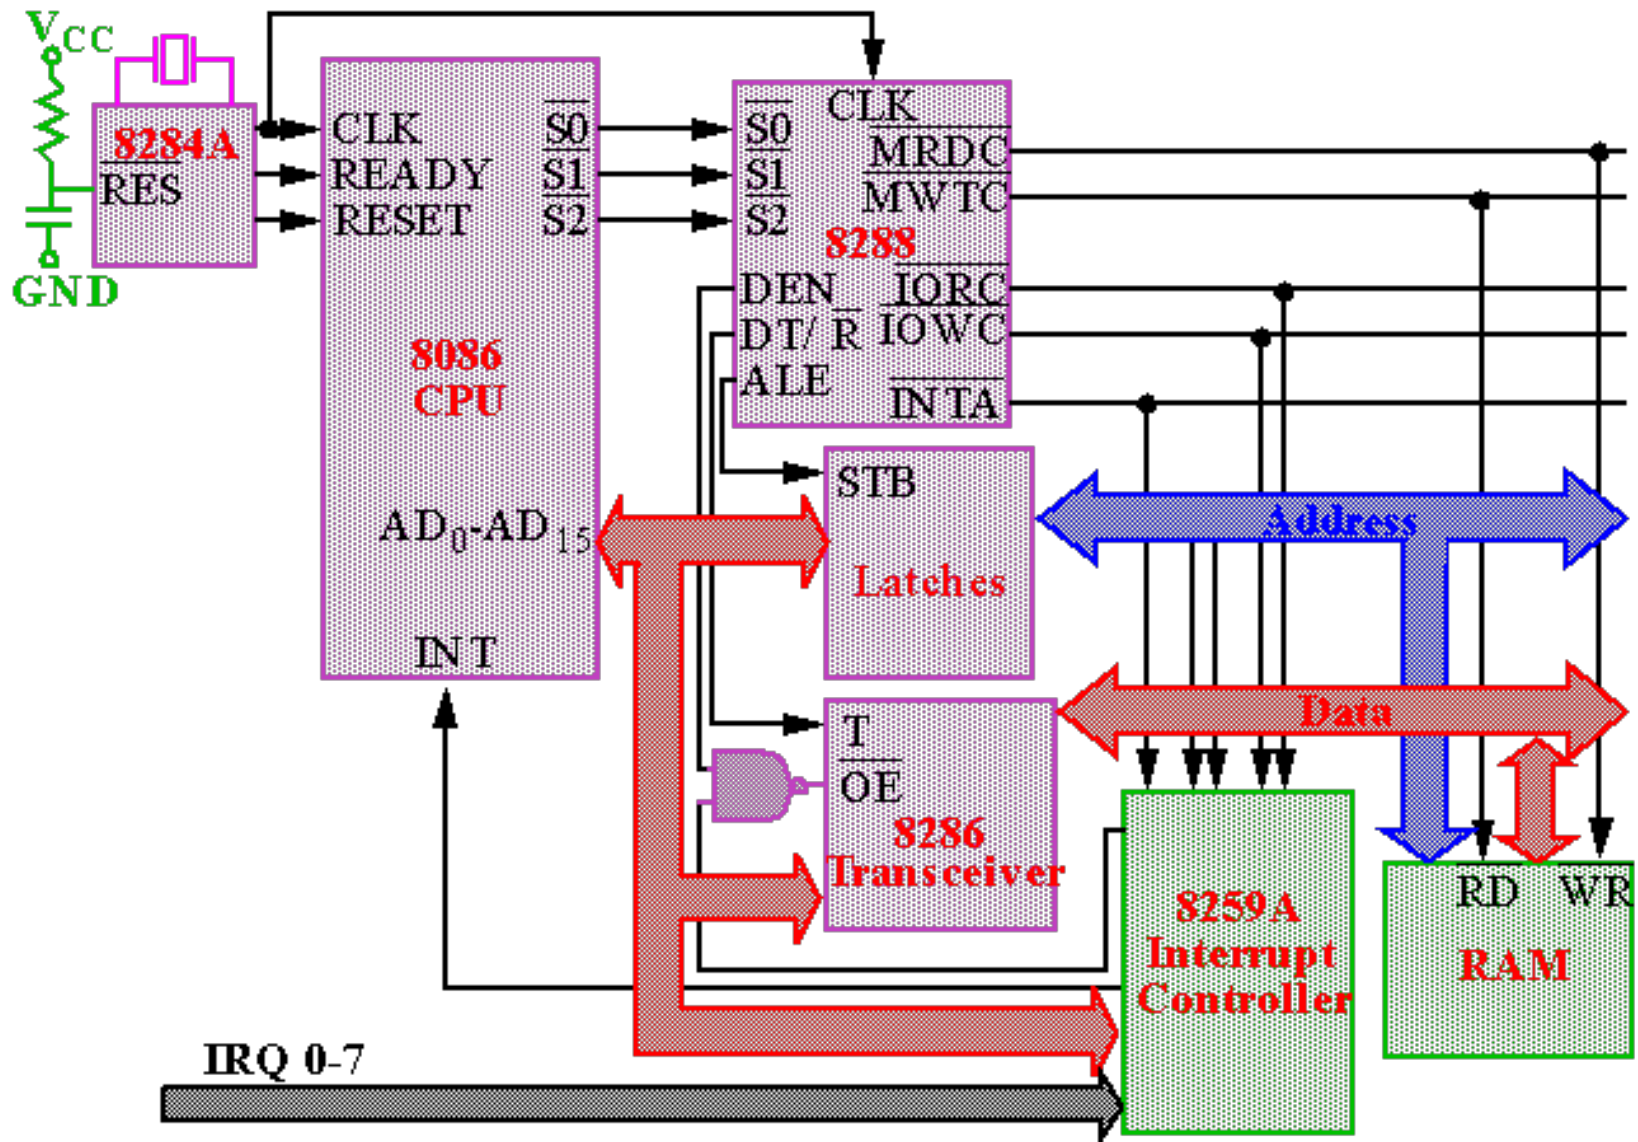 VCC
8284A
RES
GND
CLK
READY
RESET
S0
S1
S2
8086
CPU
AD0-AD15
INT
CLK
S0
S1
S2
8288
MRDC
MWTC
DEN
DT/ R
ALE
IORC
IOWC
INTA
STB
Latches
Address
T
OE
8286
Transceiver
Data
8259A
Interrupt
Controller
RD WR
RAM
IRQ 0-7